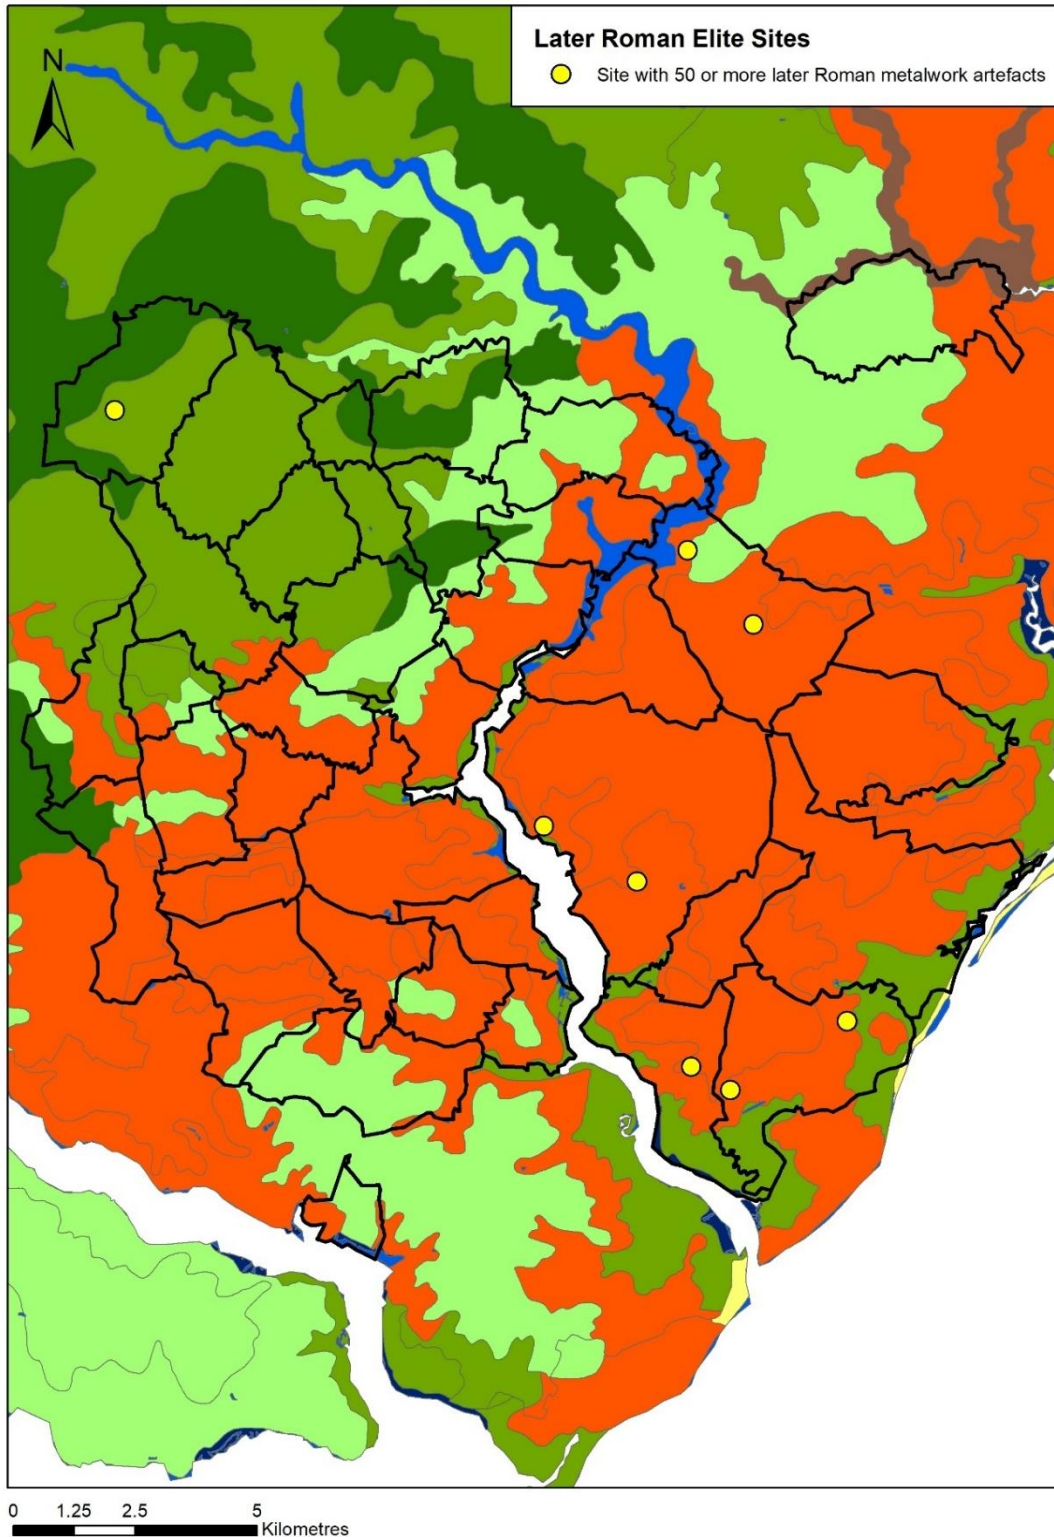 Later Roman Elite Sites
Site with 50 or more later Roman metalwork artefacts
N
0 1.25 2.5 5
Kilometres